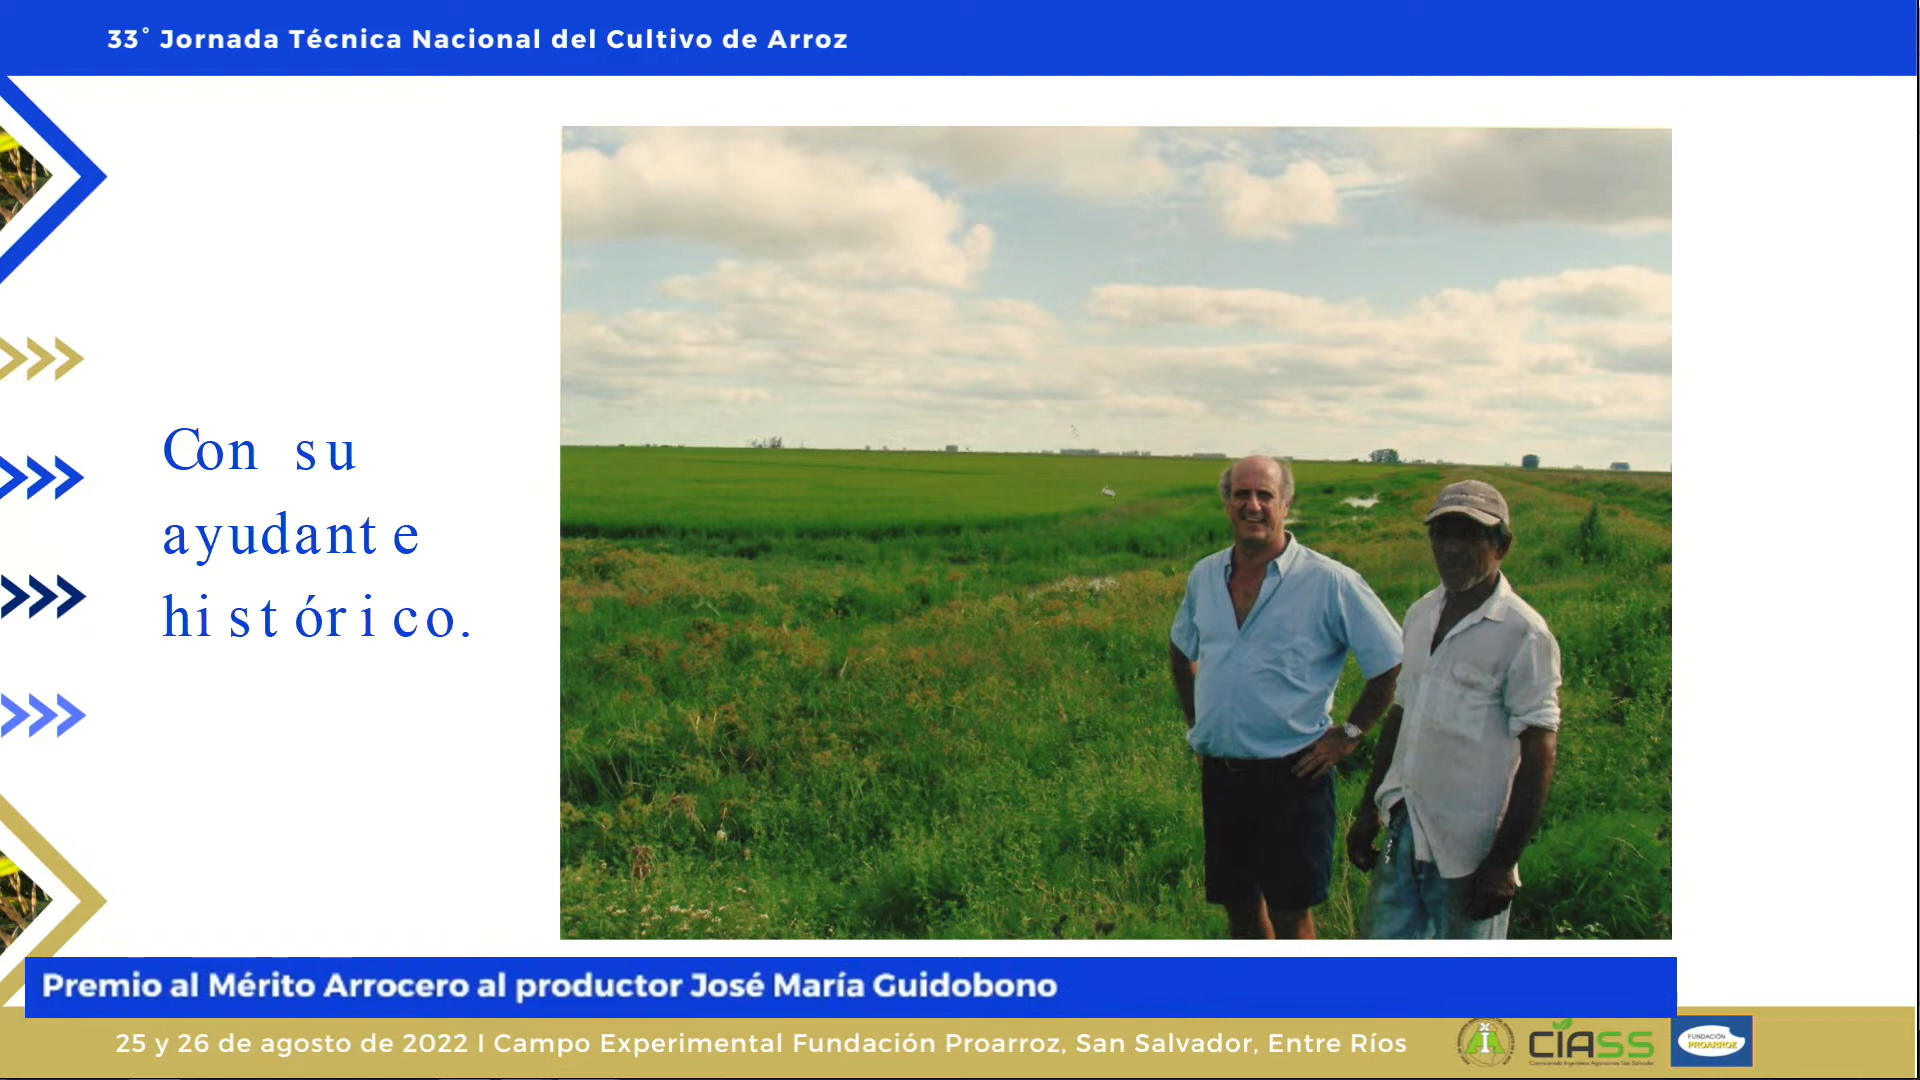 33° Jornada Técnica Nacional del Cultivo de Arroz
Con su
ayudante
histórico.
Premio al Mérito Arrocero al productor José María Guidobono
25 y 26 de agosto de 2022 I Campo Experimental Fundación Proarroz, San Salvador, Entre Ríos
CIASS
FUNDACIÓN
PROARROZ